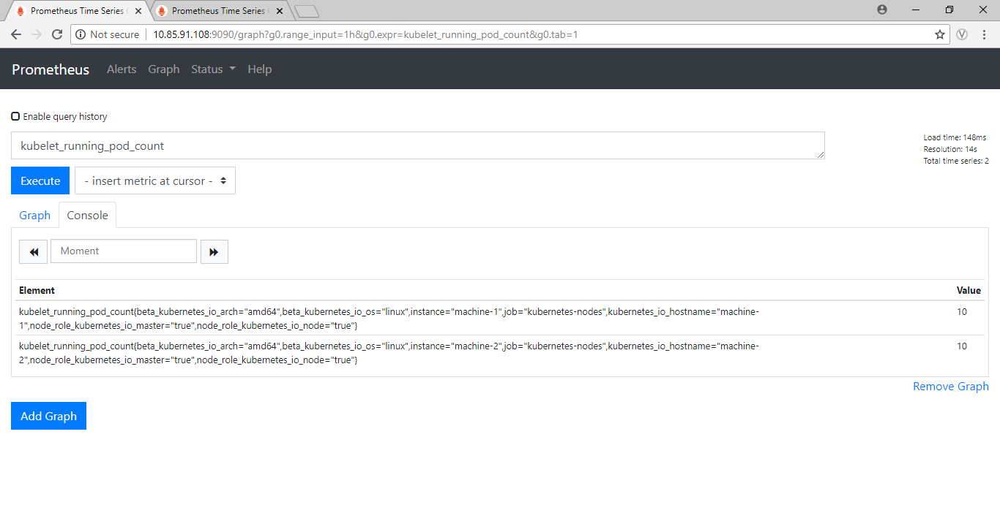 Prometheus Time Series
Prometheus Time Series
Not secure
10.85.91.108:9090/graph?g0.range_input=1h&g0.expr=kubelet_running_pod_count&g0.tab=1
Prometheus Alerts Graph Status Help
Enable query history
kubelet_running_pod_count
Load time: 148ms
Resolution: 14s
Total time series: 2
Execute
- insert metric at cursor -
Graph
Console
Moment
Element Value
kubelet_running_pod_count{beta_kubernetes_io_arch="amd64",beta_kubernetes_io_os="linux",instance="machine-1",job="kubernetes-nodes",kubernetes_io_hostname="machine- 10
1",node_role_kubernetes_io_master="true",node_role_kubernetes_io_node="true"}
kubelet_running_pod_count{beta_kubernetes_io_arch="amd64",beta_kubernetes_io_os="linux",instance="machine-2",job="kubernetes-nodes",kubernetes_io_hostname="machine- 10
2",node_role_kubernetes_io_master="true",node_role_kubernetes_io_node="true"}
Remove Graph
Add Graph